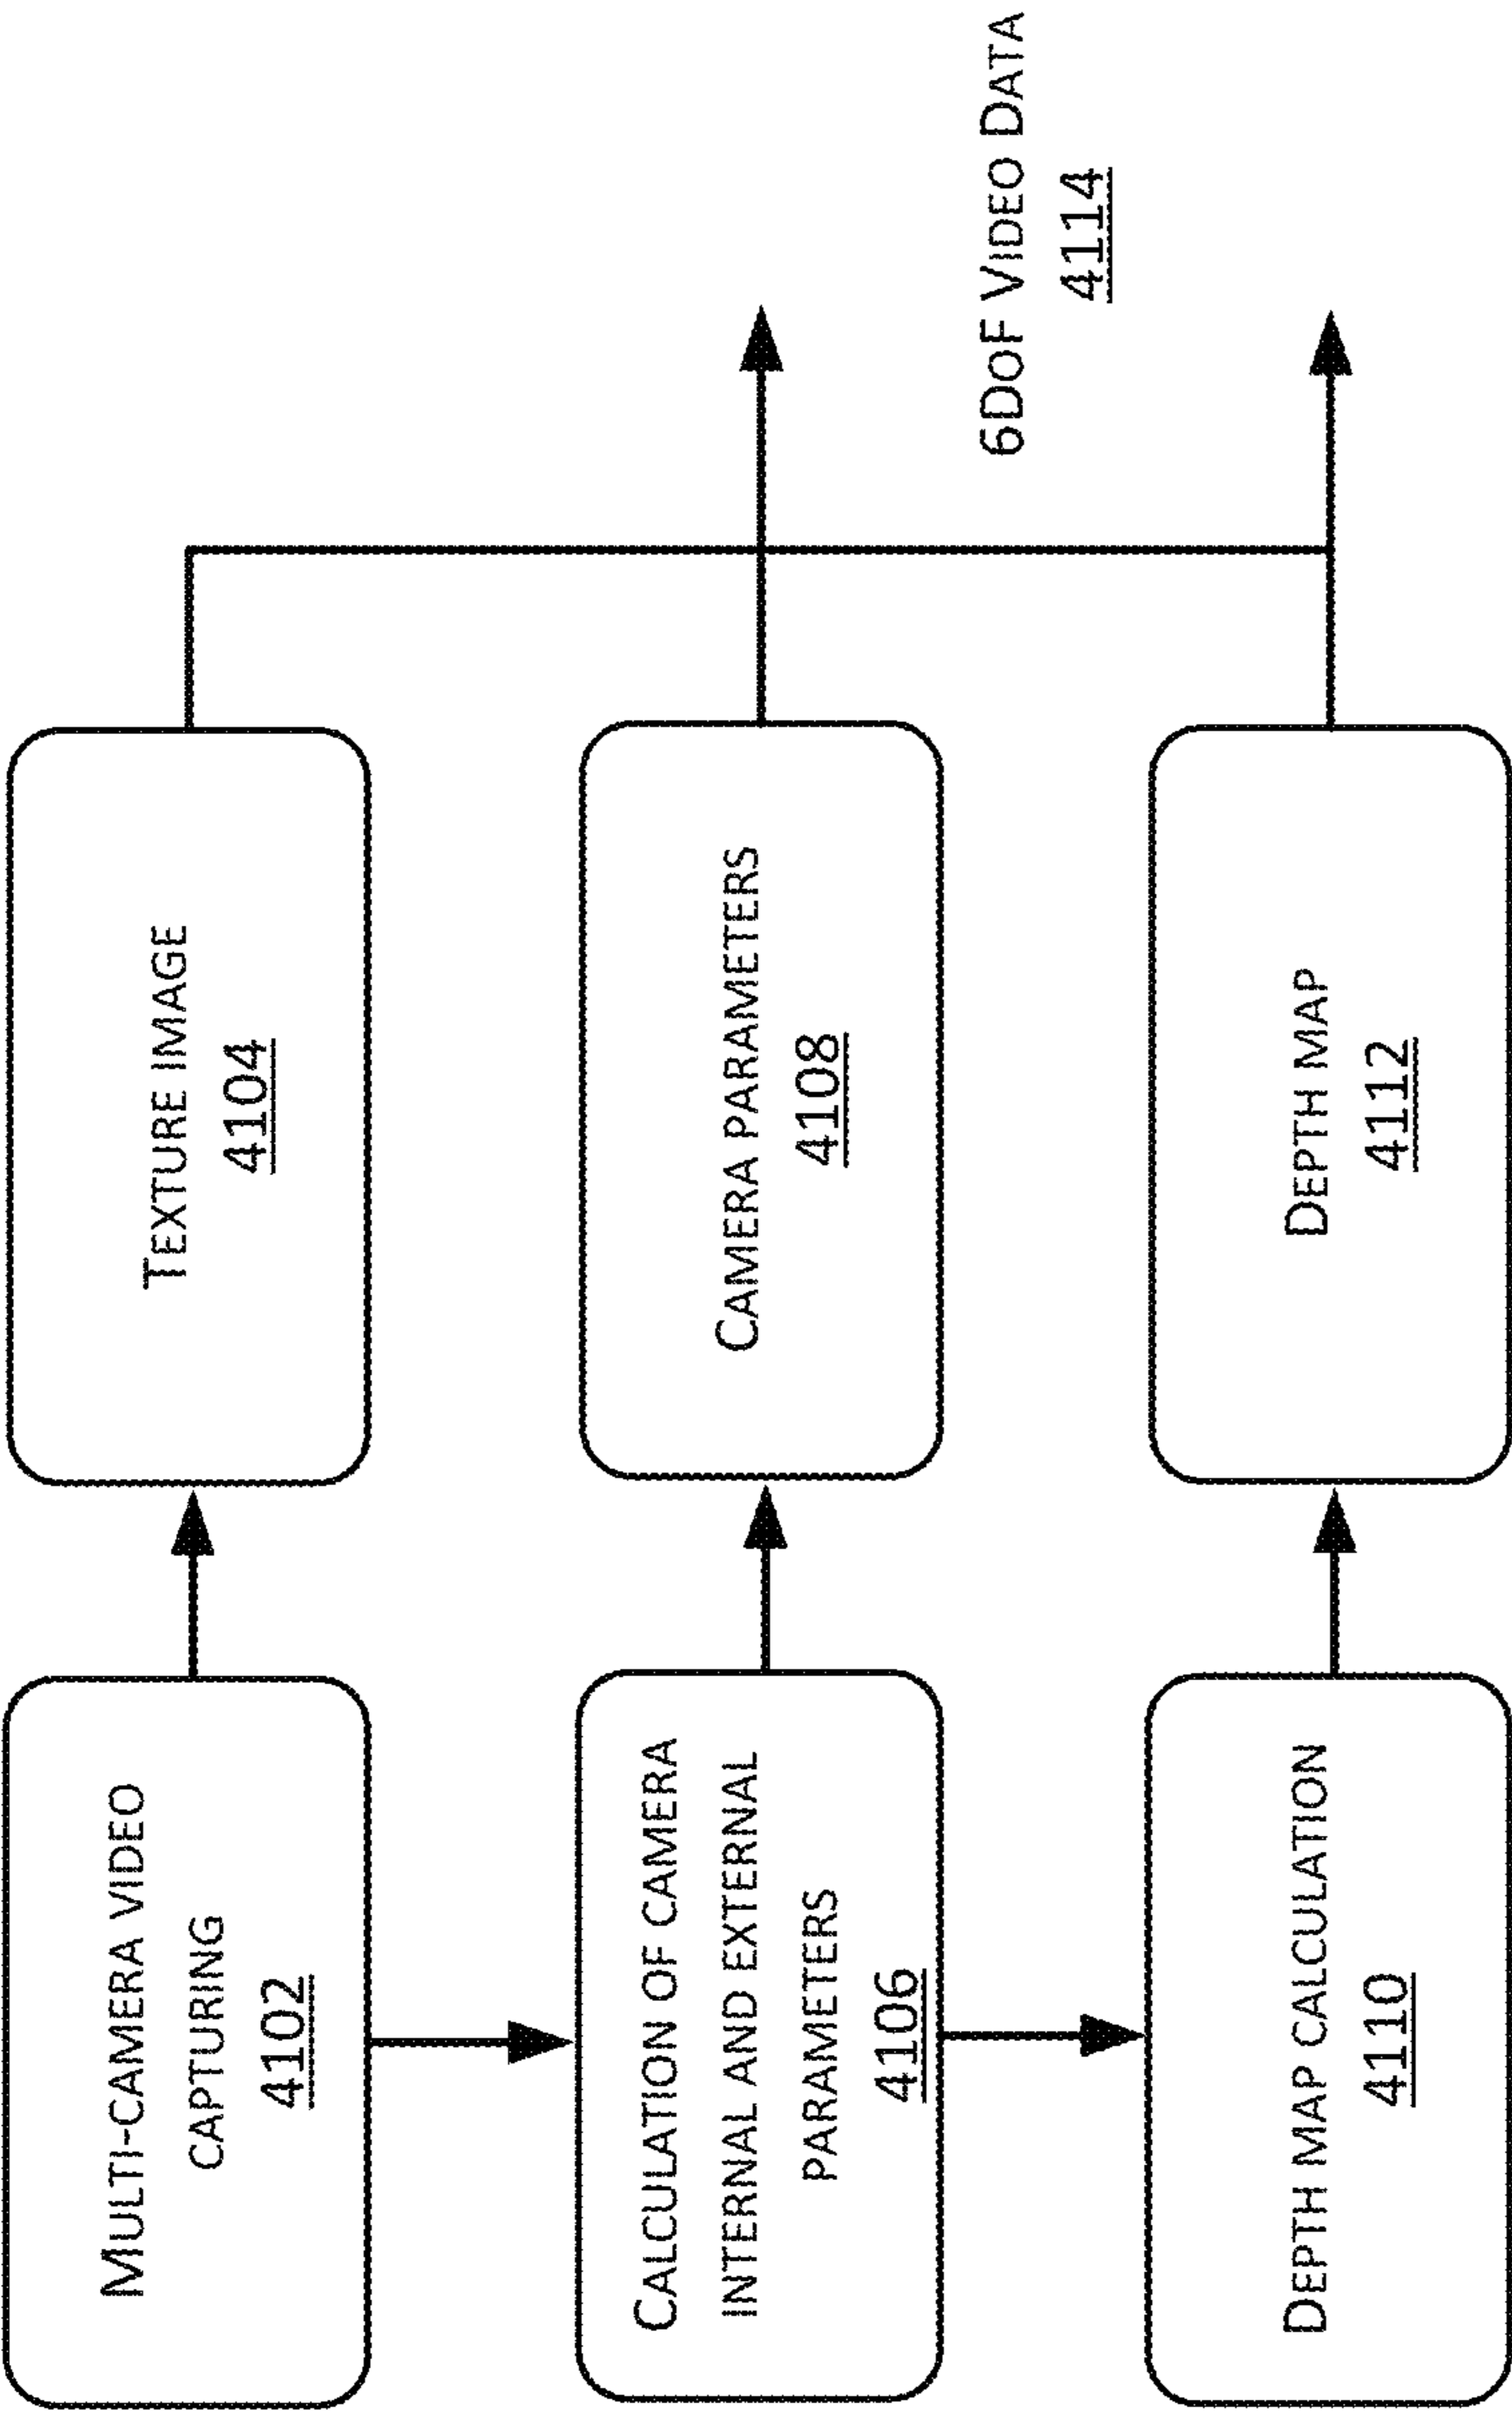 MULTI-CAMERA VIDEO
CAPTURING
4102
TEXTURE IMAGE
4104
CALCULATION OF CAMERA
INTERNAL AND EXTERNAL
PARAMETERS
4106
CAMERA PARAMETERS
4108
6DOF VIDEO DATA
4114
DEPTH MAP CALCULATION
4110
DEPTH MAP
4112